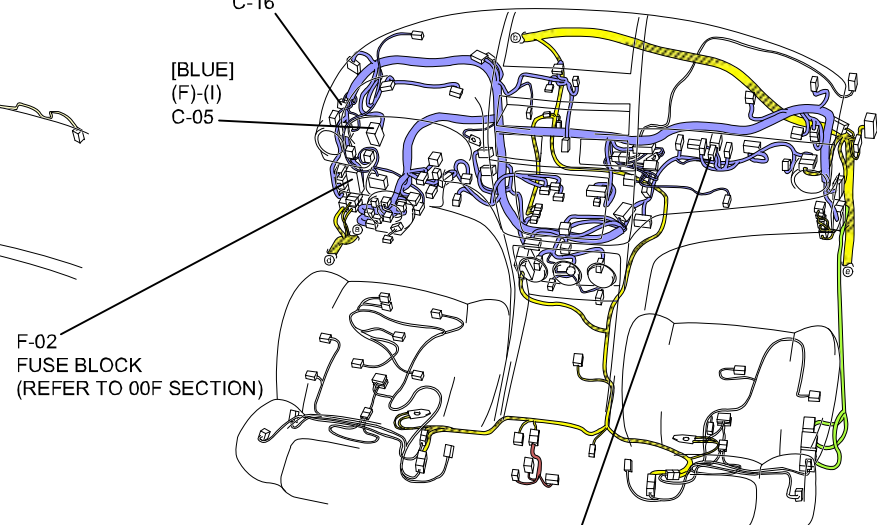 C-16
[BLUE]
(F)-(I)
C-05
F-02
FUSE BLOCK
(REFER TO 00F SECTION)
b
d
e